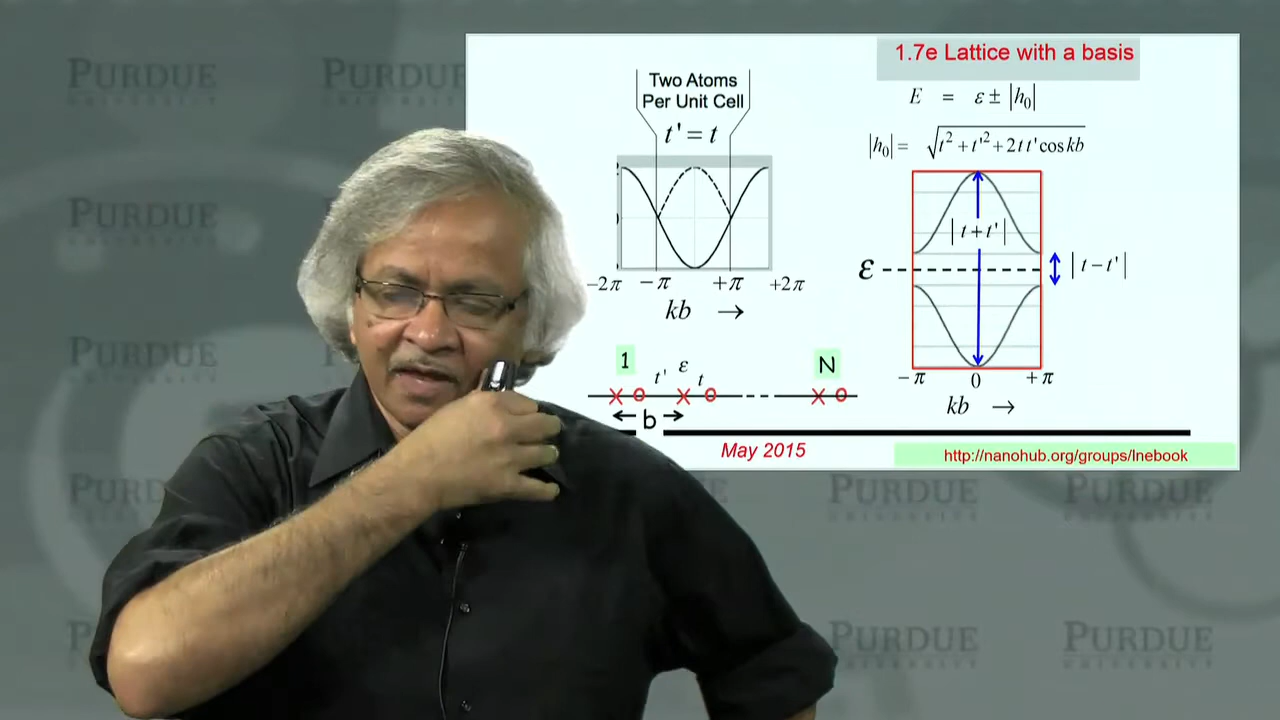 PURDUE
PURDUE
PURDUE
PURDUE
1.7e Lattice with a basis
Two Atoms
Per Unit Cell
t' = t
−2π −π +π +2π
kb →
E = ε ± |h₀|
|h₀| = √t² + t'² + 2tt' cos kb
|t+t'|
ε
|t−t'|
−π 0 +π
kb →
1 t' ε t N
b
May 2015
http://nanohub.org/groups/lnebook
PURDUE
PURDUE
PURDUE
PURDUE